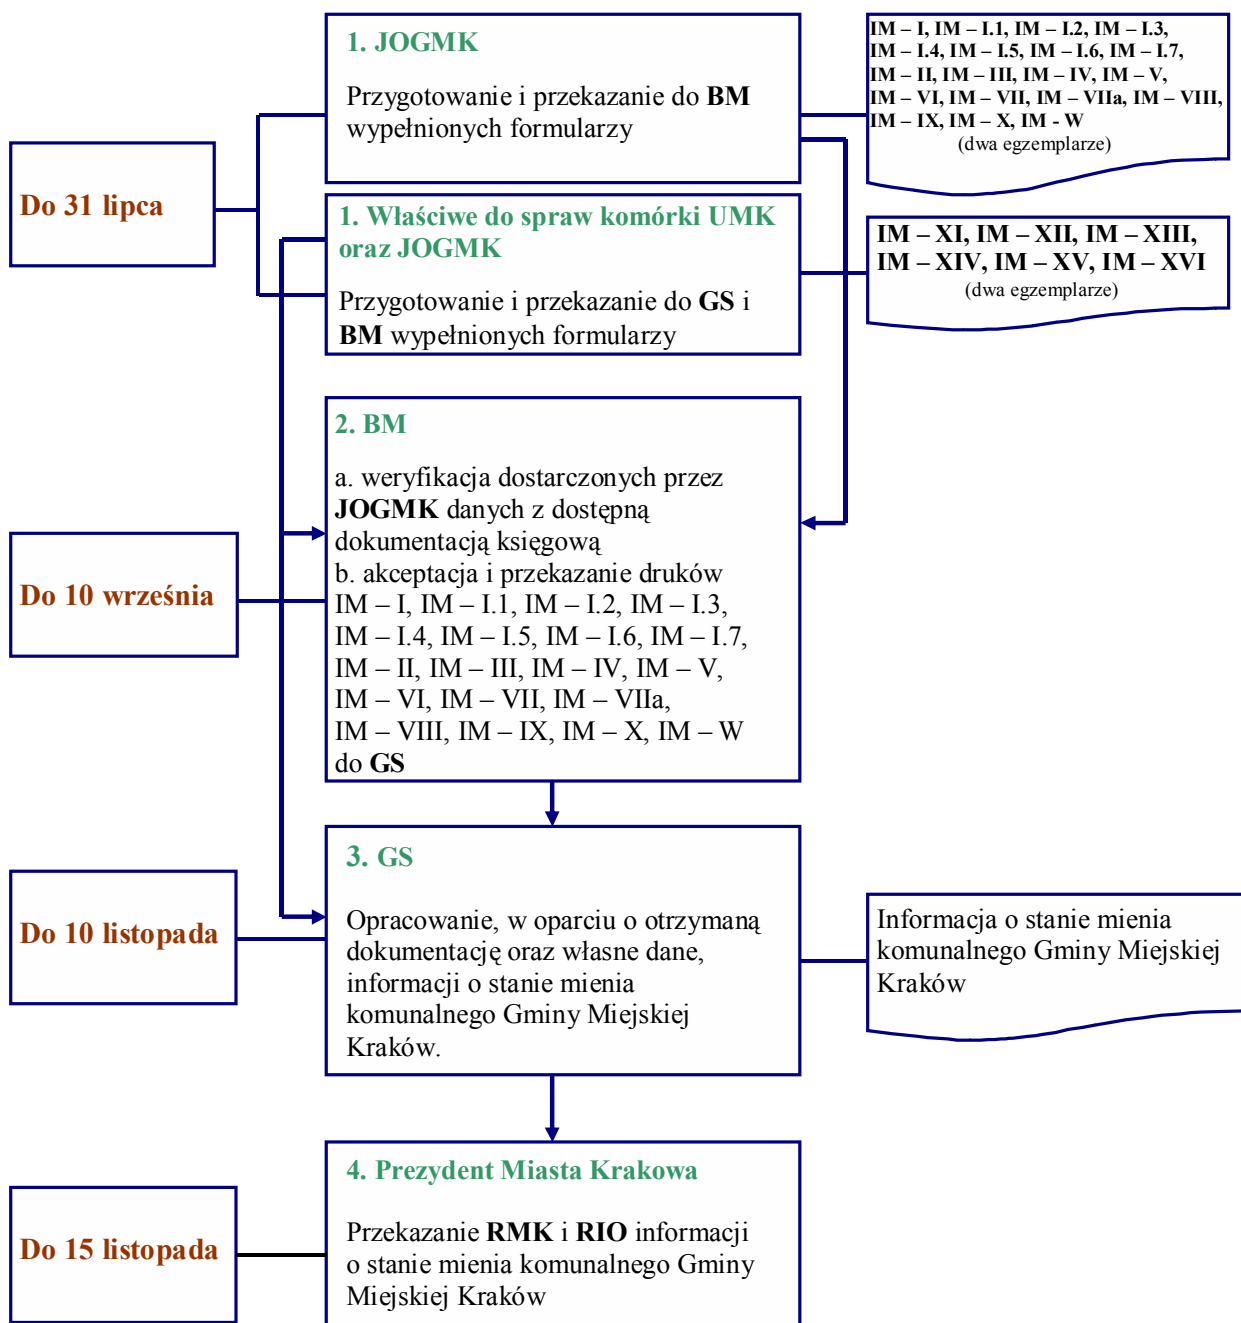 1. JOGMK
Przygotowanie i przekazanie do BM
wypełnionych formularzy
IM – I, IM – I.1, IM – I.2, IM – I.3,
IM – I.4, IM – I.5, IM – I.6, IM – I.7,
IM – II, IM – III, IM – IV, IM – V,
IM – VI, IM – VII, IM – VIIa, IM – VIII,
IM – IX, IM – X, IM - W
(dwa egzemplarze)
Do 31 lipca
1. Właściwe do spraw komórki UMK
oraz JOGMK
Przygotowanie i przekazanie do GS i
BM wypełnionych formularzy
IM – XI, IM – XII, IM – XIII,
IM – XIV, IM – XV, IM – XVI
(dwa egzemplarze)
Do 10 września
2. BM
a. weryfikacja dostarczonych przez
JOGMK danych z dostępną
dokumentacją księgową
b. akceptacja i przekazanie druków
IM – I, IM – I.1, IM – I.2, IM – I.3,
IM – I.4, IM – I.5, IM – I.6, IM – I.7,
IM – II, IM – III, IM – IV, IM – V,
IM – VI, IM – VII, IM – VIIa,
IM – VIII, IM – IX, IM – X, IM – W
do GS
Do 10 listopada
3. GS
Opracowanie, w oparciu o otrzymaną
dokumentację oraz własne dane,
informacji o stanie mienia
komunalnego Gminy Miejskiej
Kraków.
Informacja o stanie mienia
komunalnego Gminy Miejskiej
Kraków
Do 15 listopada
4. Prezydent Miasta Krakowa
Przekazanie RMK i RIO informacji
o stanie mienia komunalnego Gminy
Miejskiej Kraków